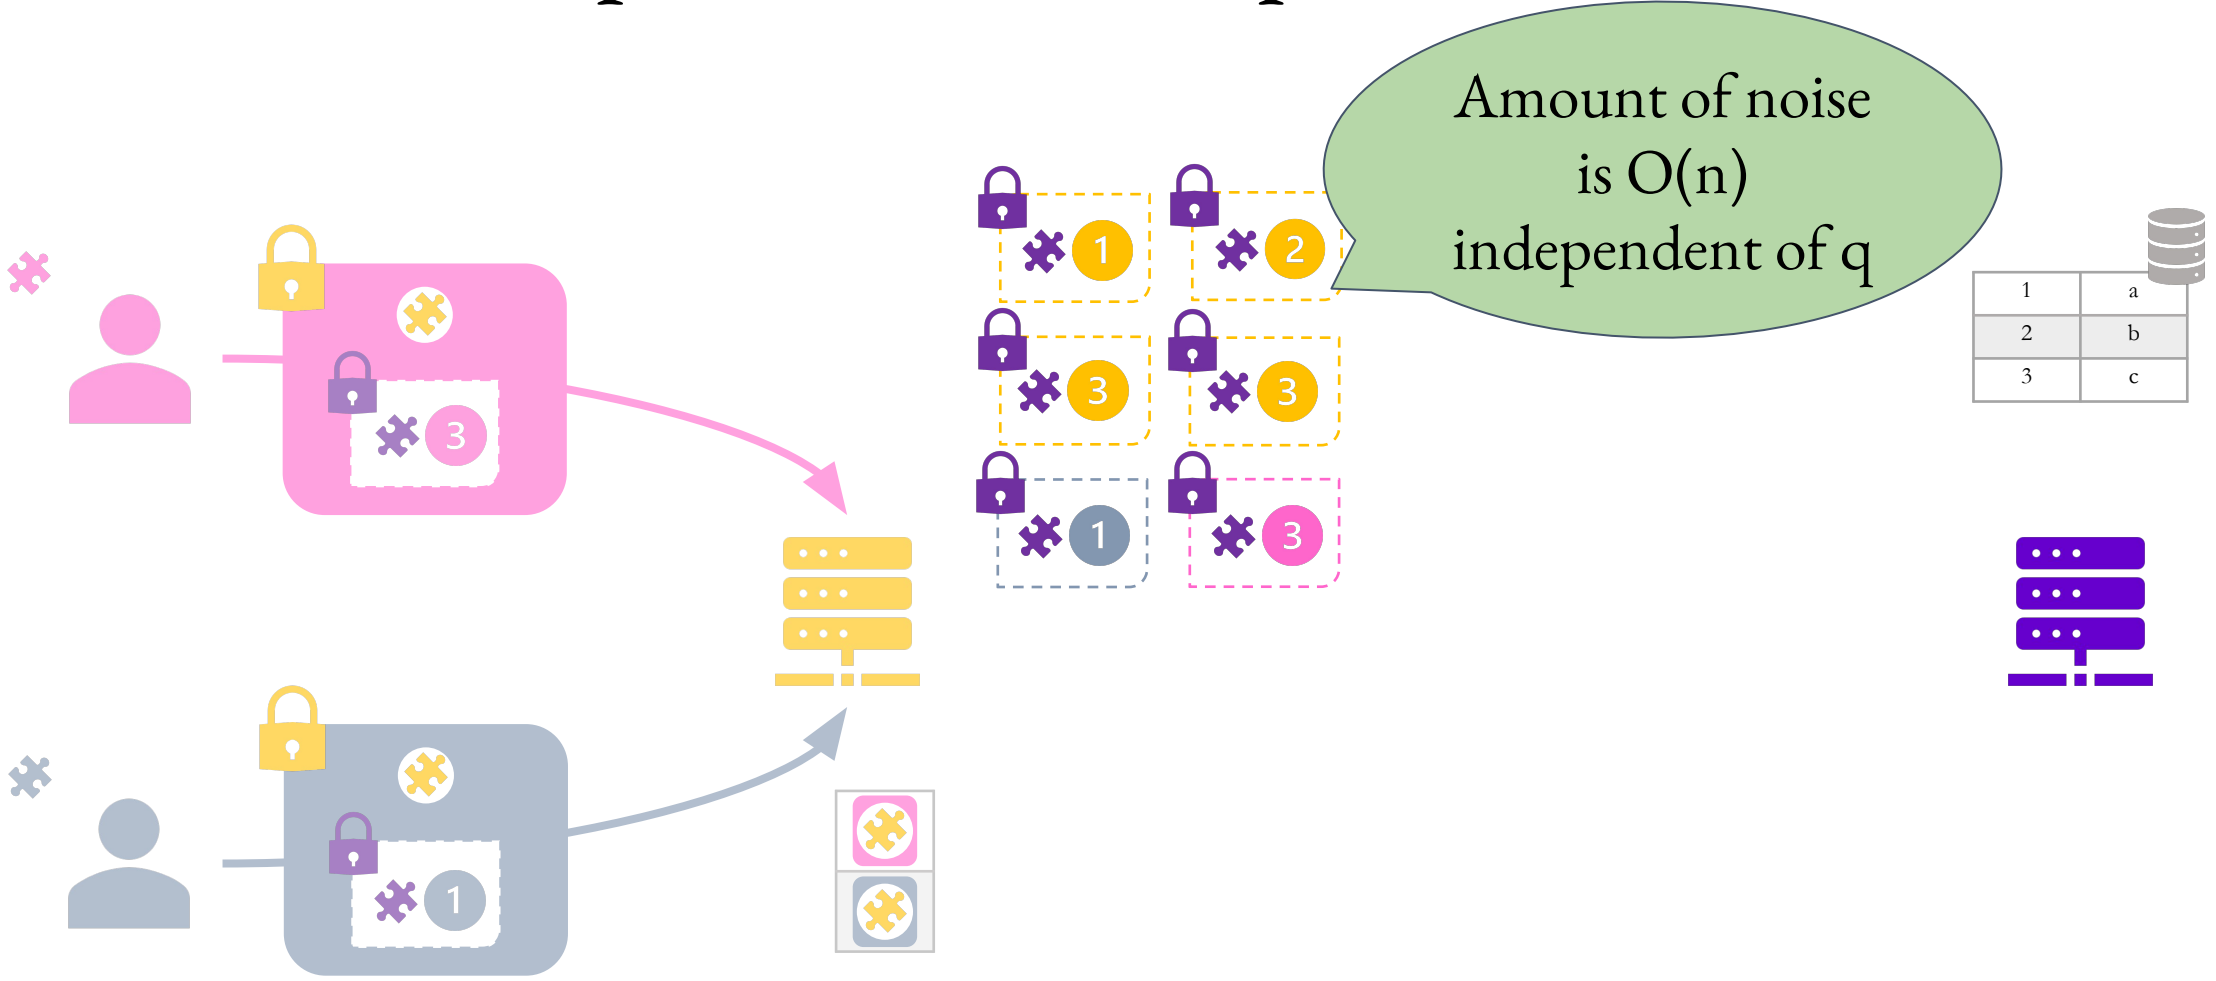 Amount of noise
is O(n)
independent of q
1
2
3
3
1
3
3
1
1 a
2 b
3 c